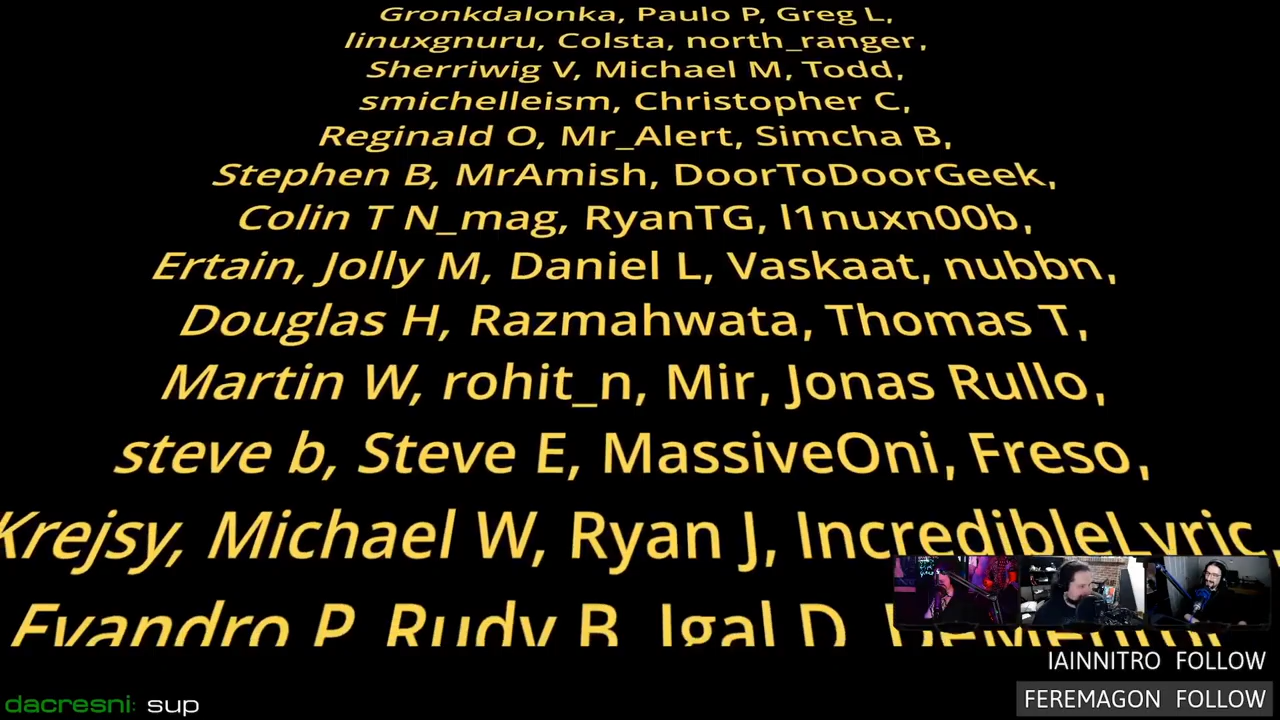 Gronkdalonka, Paulo P, Greg L,
linuxgnuru, Colsta, north_ranger,
Sherriwig V, Michael M, Todd,
smichelleism, Christopher C,
Reginald O, Mr_Alert, Simcha B,
Stephen B, MrAmish, DoorToDoorGeek,
Colin T N_mag, RyanTG, l1nuxn00b,
Ertain, Jolly M, Daniel L, Vaskaat, nubbn,
Douglas H, Razmahwata, Thomas T,
Martin W, rohit_n, Mir, Jonas Rullo,
steve b, Steve E, MassiveOni, Freso,
Krejsy, Michael W, Ryan J, IncredibleLyric,
Evandro P, Rudy B, Igal D,
IAINNITRO FOLLOW
FEREMAGON FOLLOW
dacresni: sup